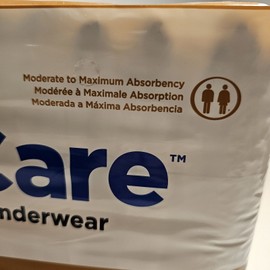 Moderate to Maximum Absorbency
Modérée à Maximale Absorption
Moderada a Máxima Absorbencia
Care™
nderwear